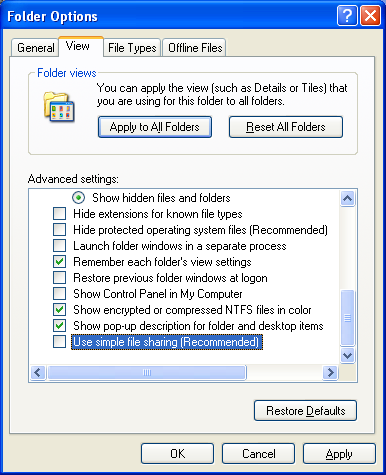 Folder Options
General View File Types Offline Files
Folder views
You can apply the view (such as Details or Tiles) that
you are using for this folder to all folders.
Apply to All Folders Reset All Folders
Advanced settings:
Show hidden files and folders
Hide extensions for known file types
Hide protected operating system files (Recommended)
Launch folder windows in a separate process
Remember each folder's view settings
Restore previous folder windows at logon
Show Control Panel in My Computer
Show encrypted or compressed NTFS files in color
Show pop-up description for folder and desktop items
Use simple file sharing (Recommended)
Restore Defaults
OK Cancel Apply